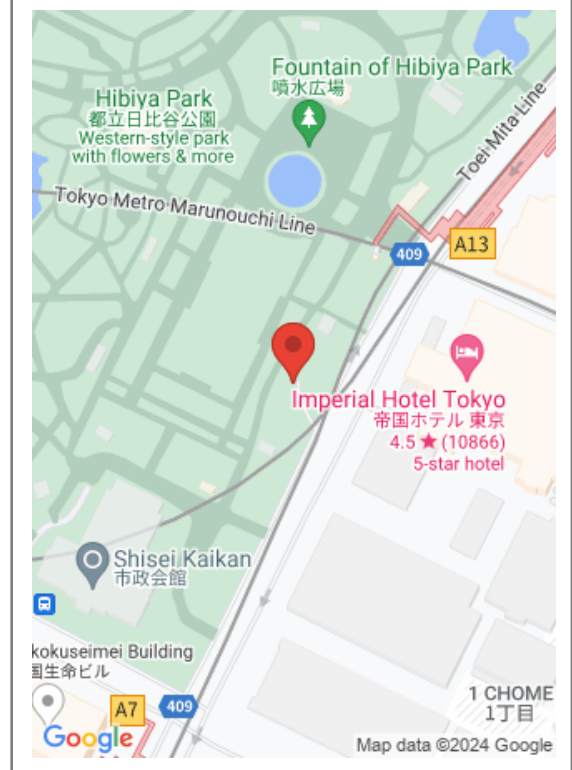 Fountain of Hibiya Park
噴水広場
Hibiya Park
都立日比谷公園
Western-style park
with flowers & more
Toei Mita Line
Tokyo Metro Marunouchi Line
A13
409
Imperial Hotel Tokyo
帝国ホテル 東京
4.5 ★ (10866)
5-star hotel
Shisei Kaikan
市政会館
kokuseimei Building
国生命ビル
A7
409
1 CHOME
1丁目
Google
Map data ©2024 Google